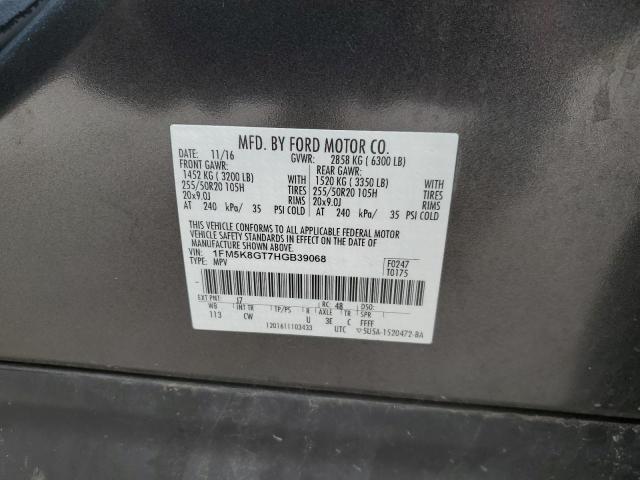 MFD. BY FORD MOTOR CO.
DATE: 11/16 GVWR: 2858 KG ( 6300 LB)
FRONT GAWR: REAR GAWR:
1452 KG ( 3200 LB) WITH 1520 KG ( 3350 LB) WITH
255/50R20 105H TIRES 255/50R20 105H TIRES
20x9.0J RIMS 20x9.0J RIMS
AT 240 kPa/ 35 PSI COLD AT 240 kPa/ 35 PSI COLD
THIS VEHICLE CONFORMS TO ALL APPLICABLE FEDERAL MOTOR
VEHICLE SAFETY STANDARDS IN EFFECT ON THE DATE OF
MANUFACTURE SHOWN ABOVE.
VIN: 1FM5K8GT7HGB39068 F0247
TYPE: MPV T0175
EXT PNT: J7 RC: 48 DSO:
WB INT TR TP/PS R AXLE TR SPR
113 CW U 3E C FFFF
1201611103433 UTC ▽5U5A-1520472-BA